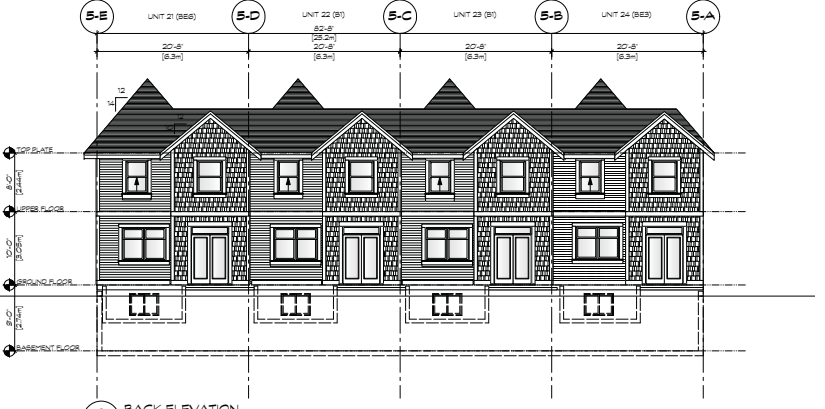 5-E UNIT 21 (BE6) 5-D UNIT 22 (B1) 5-C UNIT 23 (B1) 5-B UNIT 24 (BE3) 5-A
82'-8"
[25.2m]
20'-8" 20'-8" 20'-8" 20'-8"
[6.3m] [6.3m] [6.3m] [6.3m]
12
14
12
TOP PLATE
8'-0"
[2.44m]
UPPER FLOOR
10'-0"
[3.05m]
GROUND FLOOR
9'-0"
[2.74m]
BASEMENT FLOOR
BACK ELEVATION